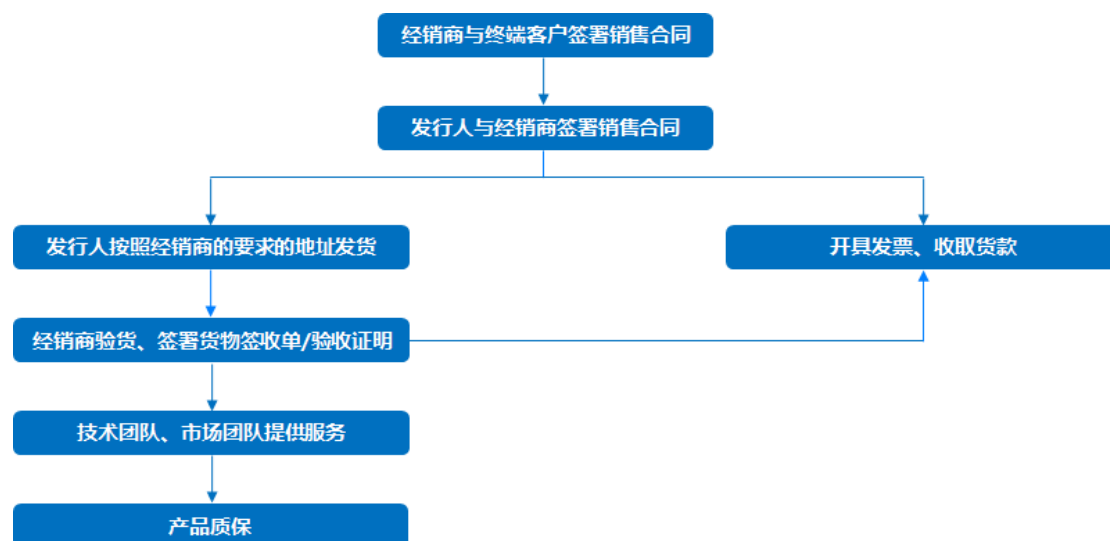 经销商与终端客户签署销售合同
发行人与经销商签署销售合同
发行人按照经销商的要求的地址发货
开具发票、收取货款
经销商验货、签署货物签收单/验收证明
技术团队、市场团队提供服务
产品质保